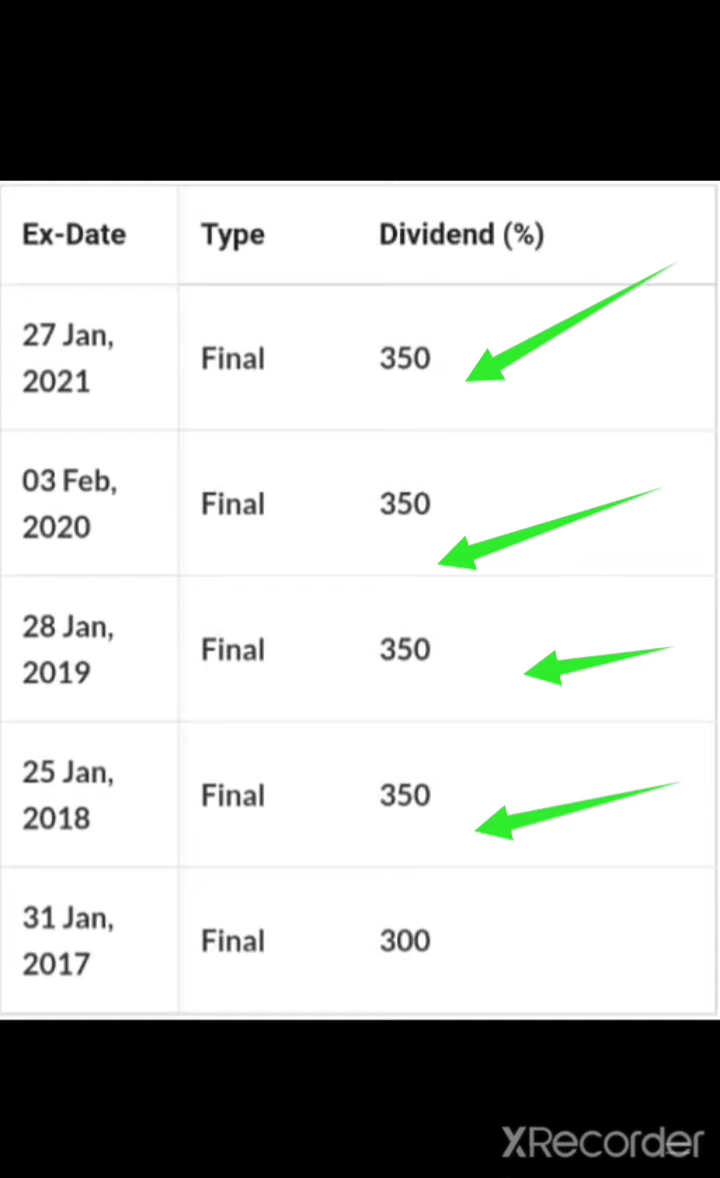 Ex-Date Type Dividend (%)
27 Jan,
2021 Final 350
03 Feb,
2020 Final 350
28 Jan,
2019 Final 350
25 Jan,
2018 Final 350
31 Jan,
2017 Final 300
XRecorder